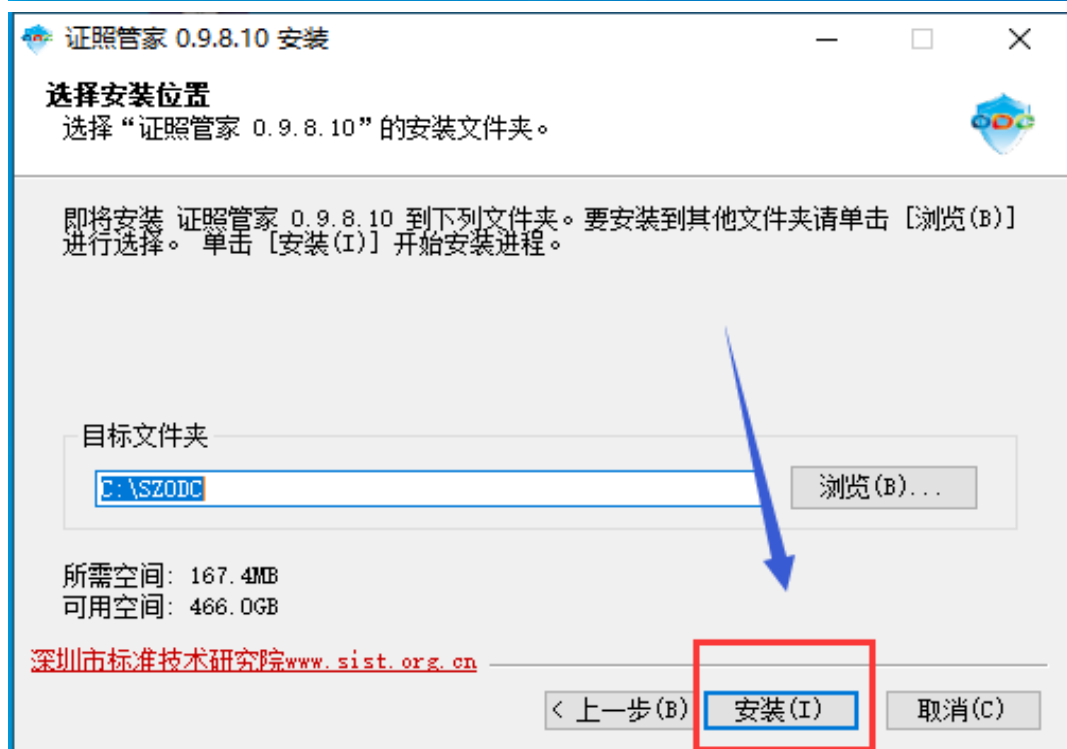 证照管家 0.9.8.10 安装
选择安装位置
选择“证照管家 0.9.8.10”的安装文件夹。
ODC
即将安装 证照管家 0.9.8.10 到下列文件夹。要安装到其他文件夹请单击 [浏览(B)]
进行选择。 单击 [安装(I)] 开始安装进程。
目标文件夹
C:\SZODC
浏览(B)...
所需空间: 167.4MB
可用空间: 466.0GB
深圳市标准技术研究院www.sist.org.cn
< 上一步(B)
安装(I)
取消(C)